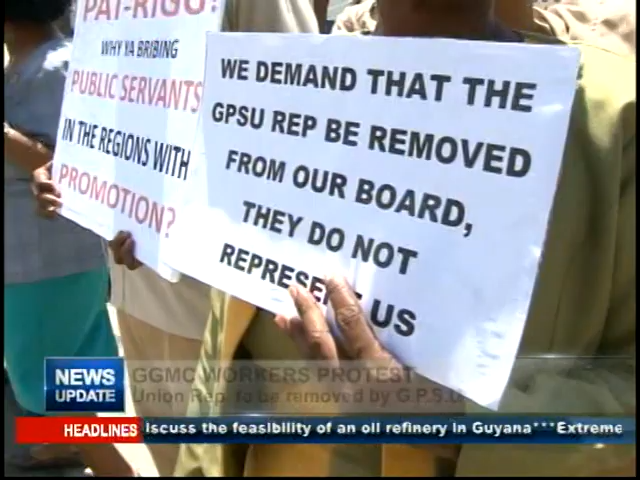 PAT-RIGO!
WHY YA BRIBING
PUBLIC SERVANTS
IN THE REGIONS WITH
PROMOTION?
WE DEMAND THAT THE
GPSU REP BE REMOVED
FROM OUR BOARD,
THEY DO NOT
REPRESENT US
NEWS
UPDATE
GGMC WORKERS PROTEST
Union Rep to be removed by G.P.S.U
HEADLINES
iscuss the feasibility of an oil refinery in Guyana***Extreme